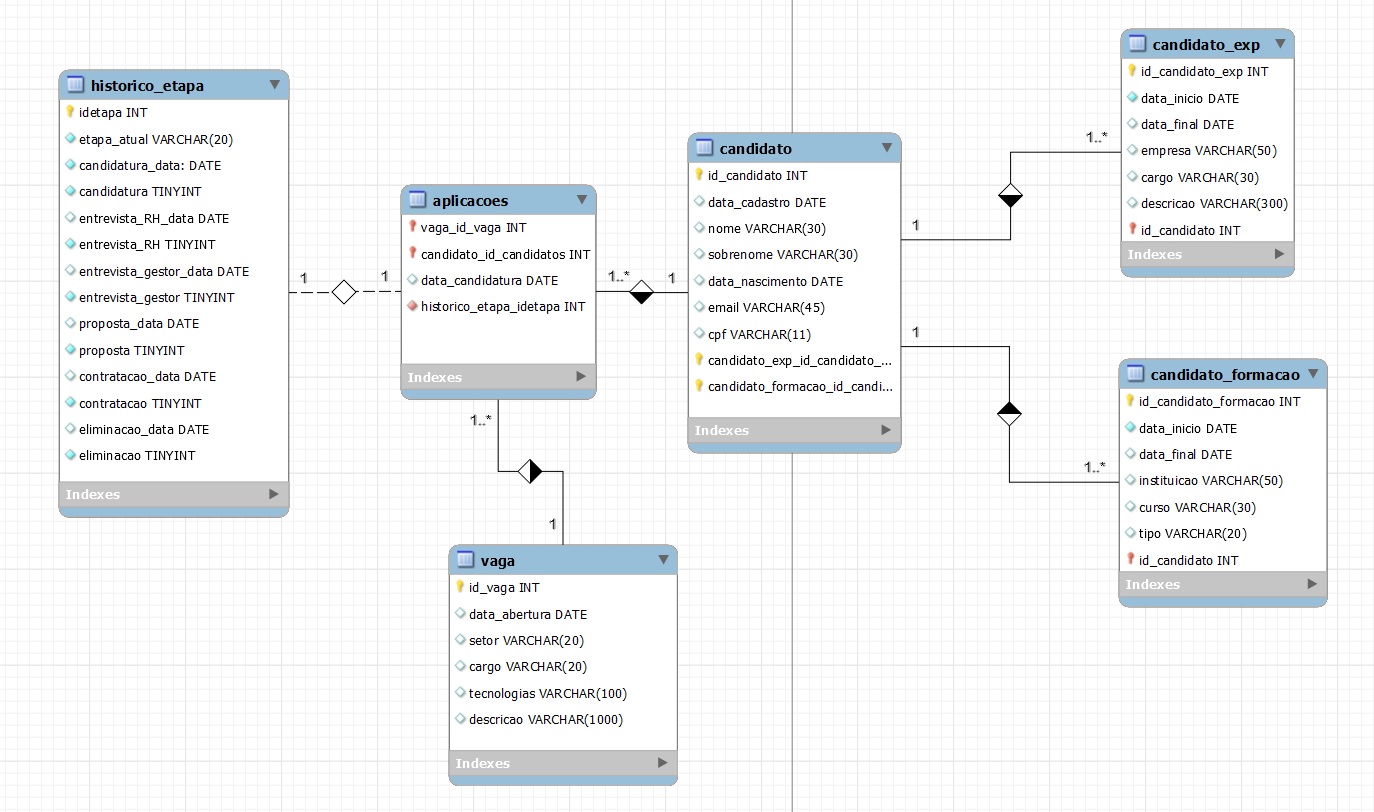 historico_etapa
idetapa INT
etapa_atual VARCHAR(20)
candidatura_data: DATE
candidatura TINYINT
entrevista_RH_data DATE
entrevista_RH TINYINT
entrevista_gestor_data DATE
entrevista_gestor TINYINT
proposta_data DATE
proposta TINYINT
contratacao_data DATE
contratacao TINYINT
eliminacao_data DATE
eliminacao TINYINT
Indexes
1
1
aplicacoes
vaga_id_vaga INT
candidato_id_candidatos INT
data_candidatura DATE
historico_etapa_idetapa INT
Indexes
1..*
1
1..*
1
vaga
id_vaga INT
data_abertura DATE
setor VARCHAR(20)
cargo VARCHAR(20)
tecnologias VARCHAR(100)
descricao VARCHAR(1000)
Indexes
candidato
id_candidato INT
data_cadastro DATE
nome VARCHAR(30)
sobrenome VARCHAR(30)
data_nascimento DATE
email VARCHAR(45)
cpf VARCHAR(11)
candidato_exp_id_candidato_...
candidato_formacao_id_candi...
Indexes
1
1..*
1
1..*
candidato_exp
id_candidato_exp INT
data_inicio DATE
data_final DATE
empresa VARCHAR(50)
cargo VARCHAR(30)
descricao VARCHAR(300)
id_candidato INT
Indexes
candidato_formacao
id_candidato_formacao INT
data_inicio DATE
data_final DATE
instituicao VARCHAR(50)
curso VARCHAR(30)
tipo VARCHAR(20)
id_candidato INT
Indexes